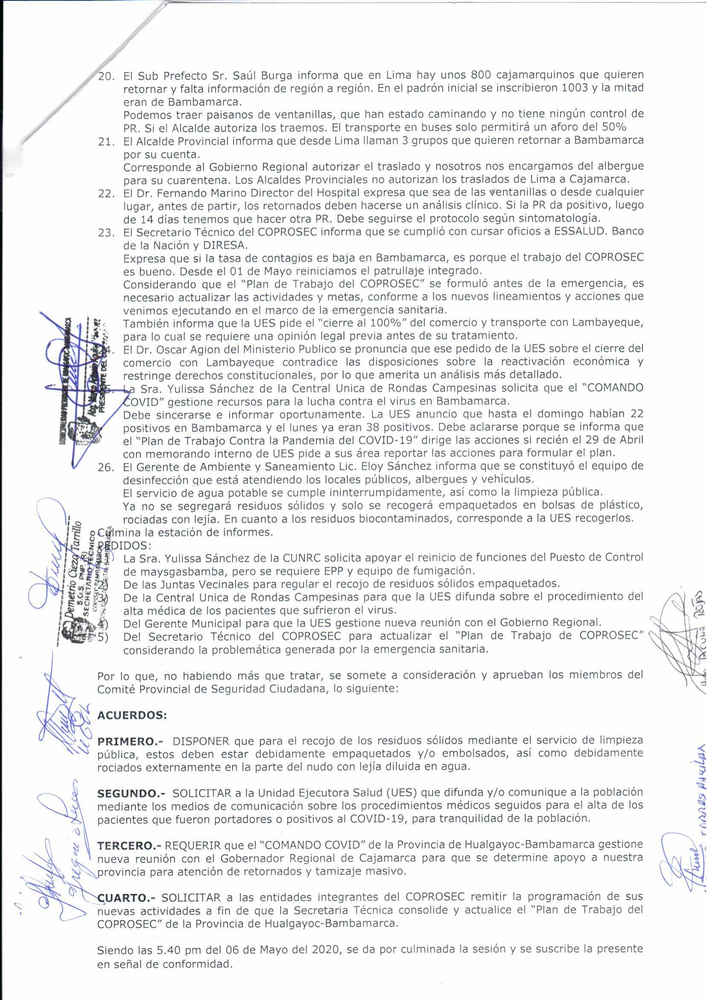 20. El Sub Prefecto Sr. Saúl Burga informa que en Lima hay unos 800 cajamarquinos que quieren
retornar y falta información de región a región. En el padrón inicial se inscribieron 1003 y la mitad
eran de Bambamarca.
Podemos traer paisanos de ventanillas, que han estado caminando y no tiene ningún control de
PR. Si el Alcalde autoriza los traemos. El transporte en buses solo permitirá un aforo del 50%
21. El Alcalde Provincial informa que desde Lima llaman 3 grupos que quieren retornar a Bambamarca
por su cuenta.
Corresponde al Gobierno Regional autorizar el traslado y nosotros nos encargamos del albergue
para su cuarentena. Los Alcaldes Provinciales no autorizan los traslados de Lima a Cajamarca.
22. El Dr. Fernando Marino Director del Hospital expresa que sea de las ventanillas o desde cualquier
lugar, antes de partir, los retornados deben hacerse un análisis clínico. Si la PR da positivo, luego
de 14 días tenemos que hacer otra PR. Debe seguirse el protocolo según sintomatología.
23. El Secretario Técnico del COPROSEC informa que se cumplió con cursar oficios a ESSALUD. Banco
de la Nación y DIRESA.
Expresa que si la tasa de contagios es baja en Bambamarca, es porque el trabajo del COPROSEC
es bueno. Desde el 01 de Mayo reiniciamos el patrullaje integrado.
Considerando que el “Plan de Trabajo del COPROSEC” se formuló antes de la emergencia, es
necesario actualizar las actividades y metas, conforme a los nuevos lineamientos y acciones que
venimos ejecutando en el marco de la emergencia sanitaria.
También informa que la UES pide el “cierre al 100%” del comercio y transporte con Lambayeque,
para lo cual se requiere una opinión legal previa antes de su tratamiento.
24. El Dr. Oscar Agion del Ministerio Publico se pronuncia que ese pedido de la UES sobre el cierre del
comercio con Lambayeque contradice las disposiciones sobre la reactivación económica y
restringe derechos constitucionales, por lo que amerita un análisis más detallado.
La Sra. Yulissa Sánchez de la Central Unica de Rondas Campesinas solicita que el “COMANDO
COVID” gestione recursos para la lucha contra el virus en Bambamarca.
Debe sincerarse e informar oportunamente. La UES anuncio que hasta el domingo habían 22
positivos en Bambamarca y el lunes ya eran 38 positivos. Debe aclararse porque se informa que
el “Plan de Trabajo Contra la Pandemia del COVID-19” dirige las acciones si recién el 29 de Abril
con memorando interno de UES pide a sus área reportar las acciones para formular el plan.
26. El Gerente de Ambiente y Saneamiento Lic. Eloy Sánchez informa que se constituyó el equipo de
desinfección que está atendiendo los locales públicos, albergues y vehículos.
El servicio de agua potable se cumple ininterrumpidamente, así como la limpieza pública.
Ya no se segregará residuos sólidos y solo se recogerá empaquetados en bolsas de plástico,
rociadas con lejía. En cuanto a los residuos biocontaminados, corresponde a la UES recogerlos.
Culmina la estación de informes.
PEDIDOS:
La Sra. Yulissa Sánchez de la CUNRC solicita apoyar el reinicio de funciones del Puesto de Control
de maysgasbamba, pero se requiere EPP y equipo de fumigación.
2) De las Juntas Vecinales para regular el recojo de residuos sólidos empaquetados.
3) De la Central Unica de Rondas Campesinas para que la UES difunda sobre el procedimiento del
alta médica de los pacientes que sufrieron el virus.
4) Del Gerente Municipal para que la UES gestione nueva reunión con el Gobierno Regional.
5) Del Secretario Técnico del COPROSEC para actualizar el “Plan de Trabajo de COPROSEC”
considerando la problemática generada por la emergencia sanitaria.
Por lo que, no habiendo más que tratar, se somete a consideración y aprueban los miembros del
Comité Provincial de Seguridad Ciudadana, lo siguiente:
ACUERDOS:
PRIMERO.- DISPONER que para el recojo de los residuos sólidos mediante el servicio de limpieza
pública, estos deben estar debidamente empaquetados y/o embolsados, así como debidamente
rociados externamente en la parte del nudo con lejía diluida en agua.
SEGUNDO.- SOLICITAR a la Unidad Ejecutora Salud (UES) que difunda y/o comunique a la población
mediante los medios de comunicación sobre los procedimientos médicos seguidos para el alta de los
pacientes que fueron portadores o positivos al COVID-19, para tranquilidad de la población.
TERCERO.- REQUERIR que el “COMANDO COVID” de la Provincia de Hualgayoc-Bambamarca gestione
nueva reunión con el Gobernador Regional de Cajamarca para que se determine apoyo a nuestra
provincia para atención de retornados y tamizaje masivo.
CUARTO.- SOLICITAR a las entidades integrantes del COPROSEC remitir la programación de sus
nuevas actividades a fin de que la Secretaria Técnica consolide y actualice el “Plan de Trabajo del
COPROSEC” de la Provincia de Hualgayoc-Bambamarca.
Siendo las 5.40 pm del 06 de Mayo del 2020, se da por culminada la sesión y se suscribe la presente
en señal de conformidad.
PRESIDENTE DEL
Demetrio Cieza Tarrillo
S.O.S. PNP. (R)
SECRETARIO TÉCNICO
COPROSEC BAMBAMARCA
ACUÑA ROJAS
TORRES AGUILAR